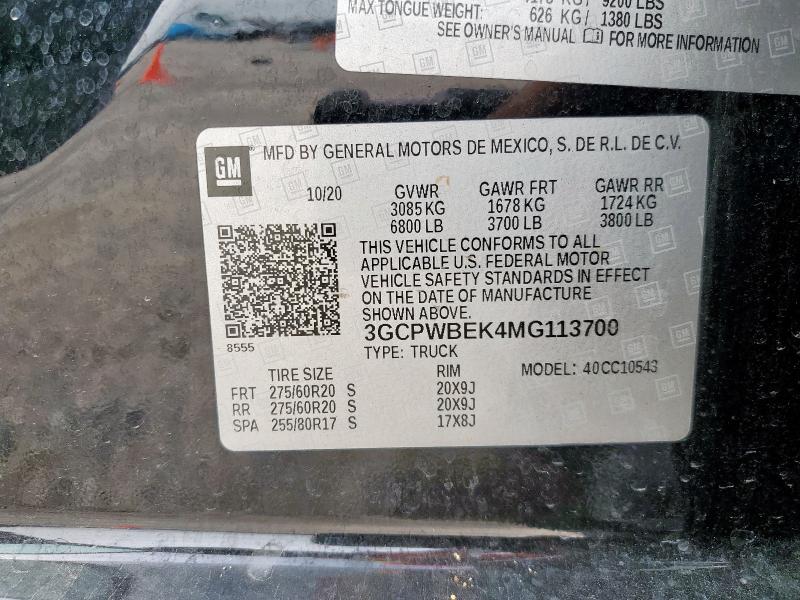 9200 LBS
MAX TONGUE WEIGHT: 626 KG / 1380 LBS
SEE OWNER'S MANUAL FOR MORE INFORMATION
GM MFD BY GENERAL MOTORS DE MEXICO, S. DE R.L. DE C.V.
10/20 GVWR GAWR FRT GAWR RR
3085 KG 1678 KG 1724 KG
6800 LB 3700 LB 3800 LB
THIS VEHICLE CONFORMS TO ALL
APPLICABLE U.S. FEDERAL MOTOR
VEHICLE SAFETY STANDARDS IN EFFECT
ON THE DATE OF MANUFACTURE
SHOWN ABOVE.
3GCPWBEK4MG113700
8555 TYPE: TRUCK
TIRE SIZE RIM MODEL: 40CC10543
FRT 275/60R20 S 20X9J
RR 275/60R20 S 20X9J
SPA 255/80R17 S 17X8J